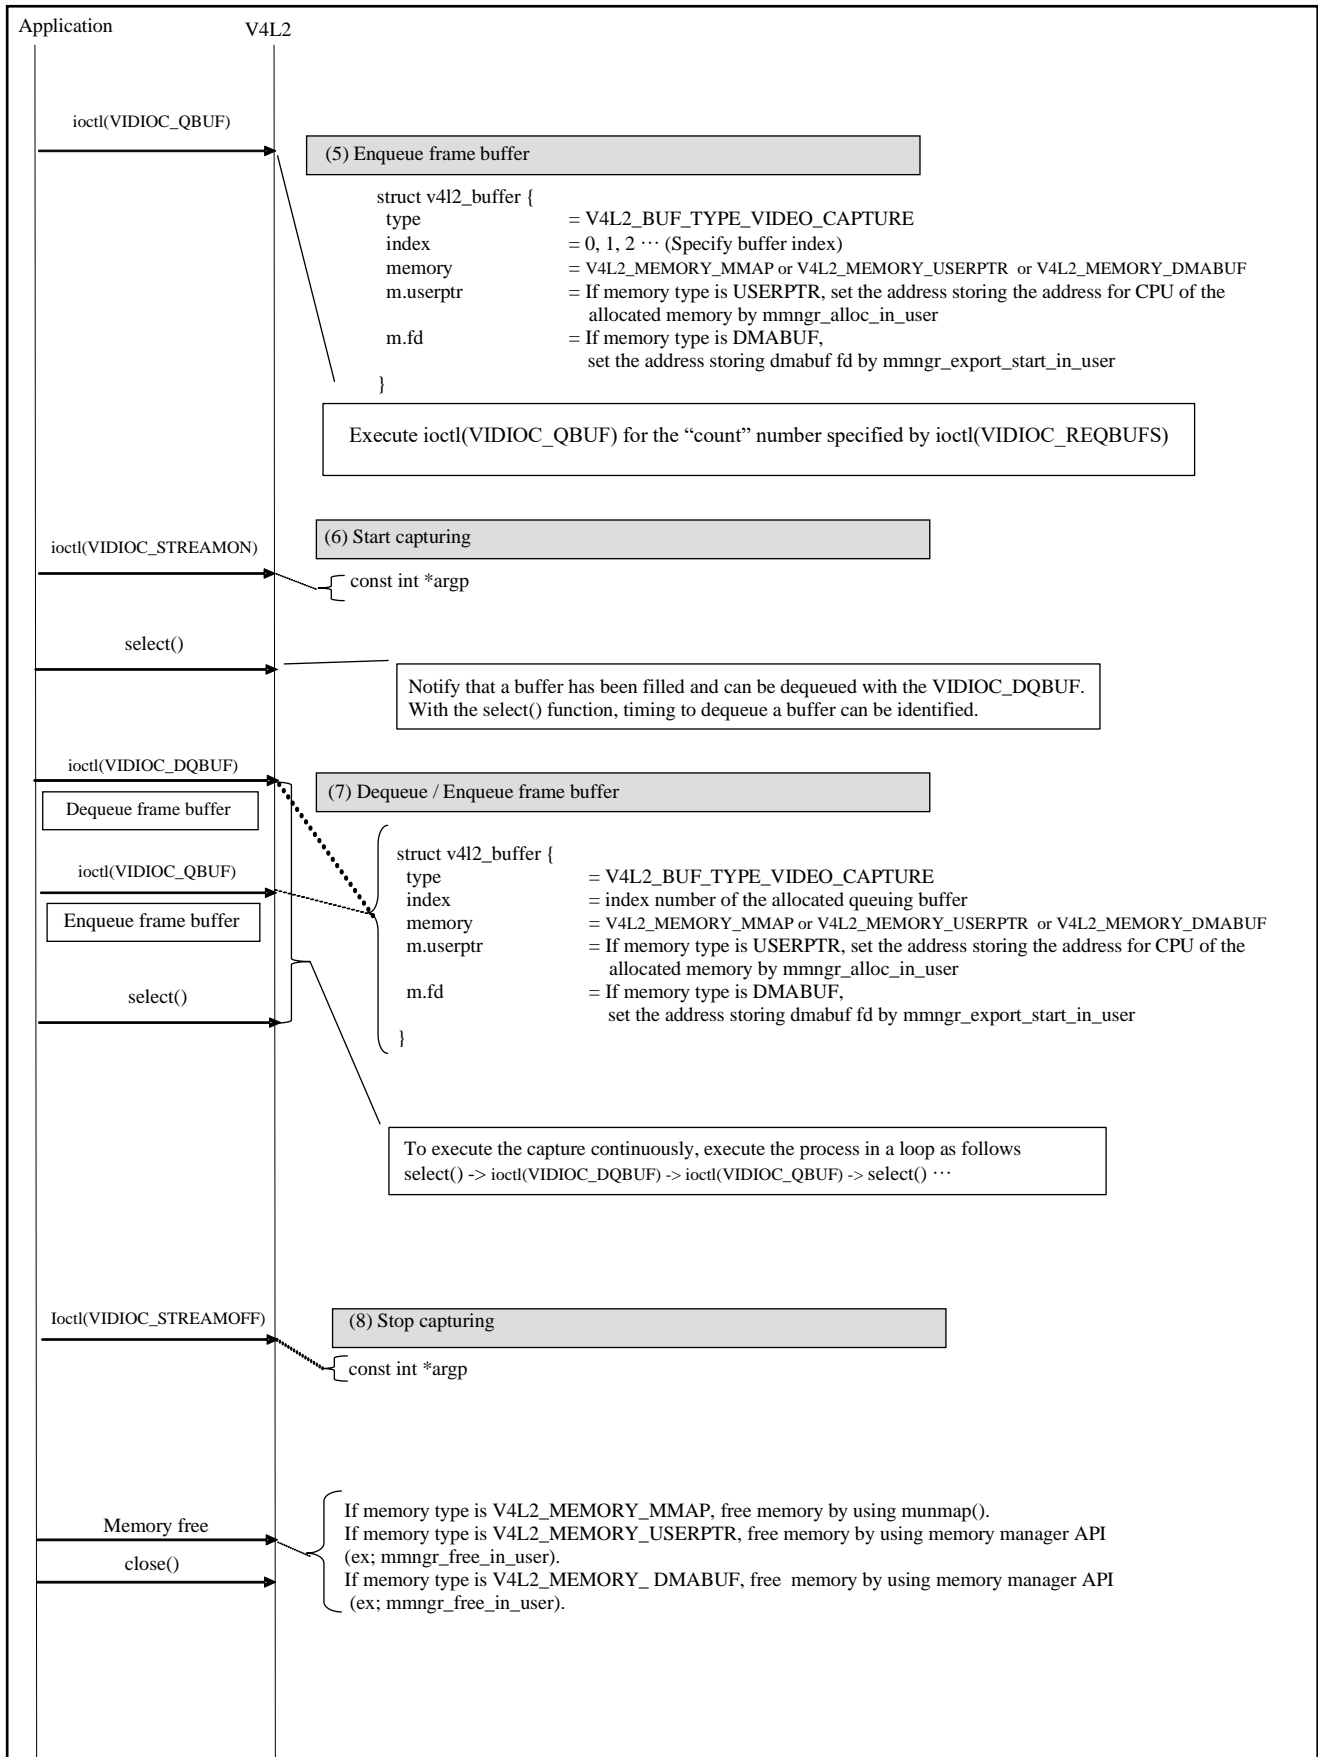 Application
V4L2
ioctl(VIDIOC_QBUF)
(5) Enqueue frame buffer
struct v4l2_buffer {
type = V4L2_BUF_TYPE_VIDEO_CAPTURE
index = 0, 1, 2 ··· (Specify buffer index)
memory = V4L2_MEMORY_MMAP or V4L2_MEMORY_USERPTR or V4L2_MEMORY_DMABUF
m.userptr = If memory type is USERPTR, set the address storing the address for CPU of the
allocated memory by mmngr_alloc_in_user
m.fd = If memory type is DMABUF,
set the address storing dmabuf fd by mmngr_export_start_in_user
}
Execute ioctl(VIDIOC_QBUF) for the “count” number specified by ioctl(VIDIOC_REQBUFS)
ioctl(VIDIOC_STREAMON)
(6) Start capturing
const int *argp
select()
Notify that a buffer has been filled and can be dequeued with the VIDIOC_DQBUF.
With the select() function, timing to dequeue a buffer can be identified.
ioctl(VIDIOC_DQBUF)
Dequeue frame buffer
(7) Dequeue / Enqueue frame buffer
ioctl(VIDIOC_QBUF)
Enqueue frame buffer
select()
struct v4l2_buffer {
type = V4L2_BUF_TYPE_VIDEO_CAPTURE
index = index number of the allocated queuing buffer
memory = V4L2_MEMORY_MMAP or V4L2_MEMORY_USERPTR or V4L2_MEMORY_DMABUF
m.userptr = If memory type is USERPTR, set the address storing the address for CPU of the
allocated memory by mmngr_alloc_in_user
m.fd = If memory type is DMABUF,
set the address storing dmabuf fd by mmngr_export_start_in_user
}
To execute the capture continuously, execute the process in a loop as follows
select() -> ioctl(VIDIOC_DQBUF) -> ioctl(VIDIOC_QBUF) -> select() ···
Ioctl(VIDIOC_STREAMOFF)
(8) Stop capturing
const int *argp
Memory free
close()
If memory type is V4L2_MEMORY_MMAP, free memory by using munmap().
If memory type is V4L2_MEMORY_USERPTR, free memory by using memory manager API
(ex; mmngr_free_in_user).
If memory type is V4L2_MEMORY_ DMABUF, free memory by using memory manager API
(ex; mmngr_free_in_user).